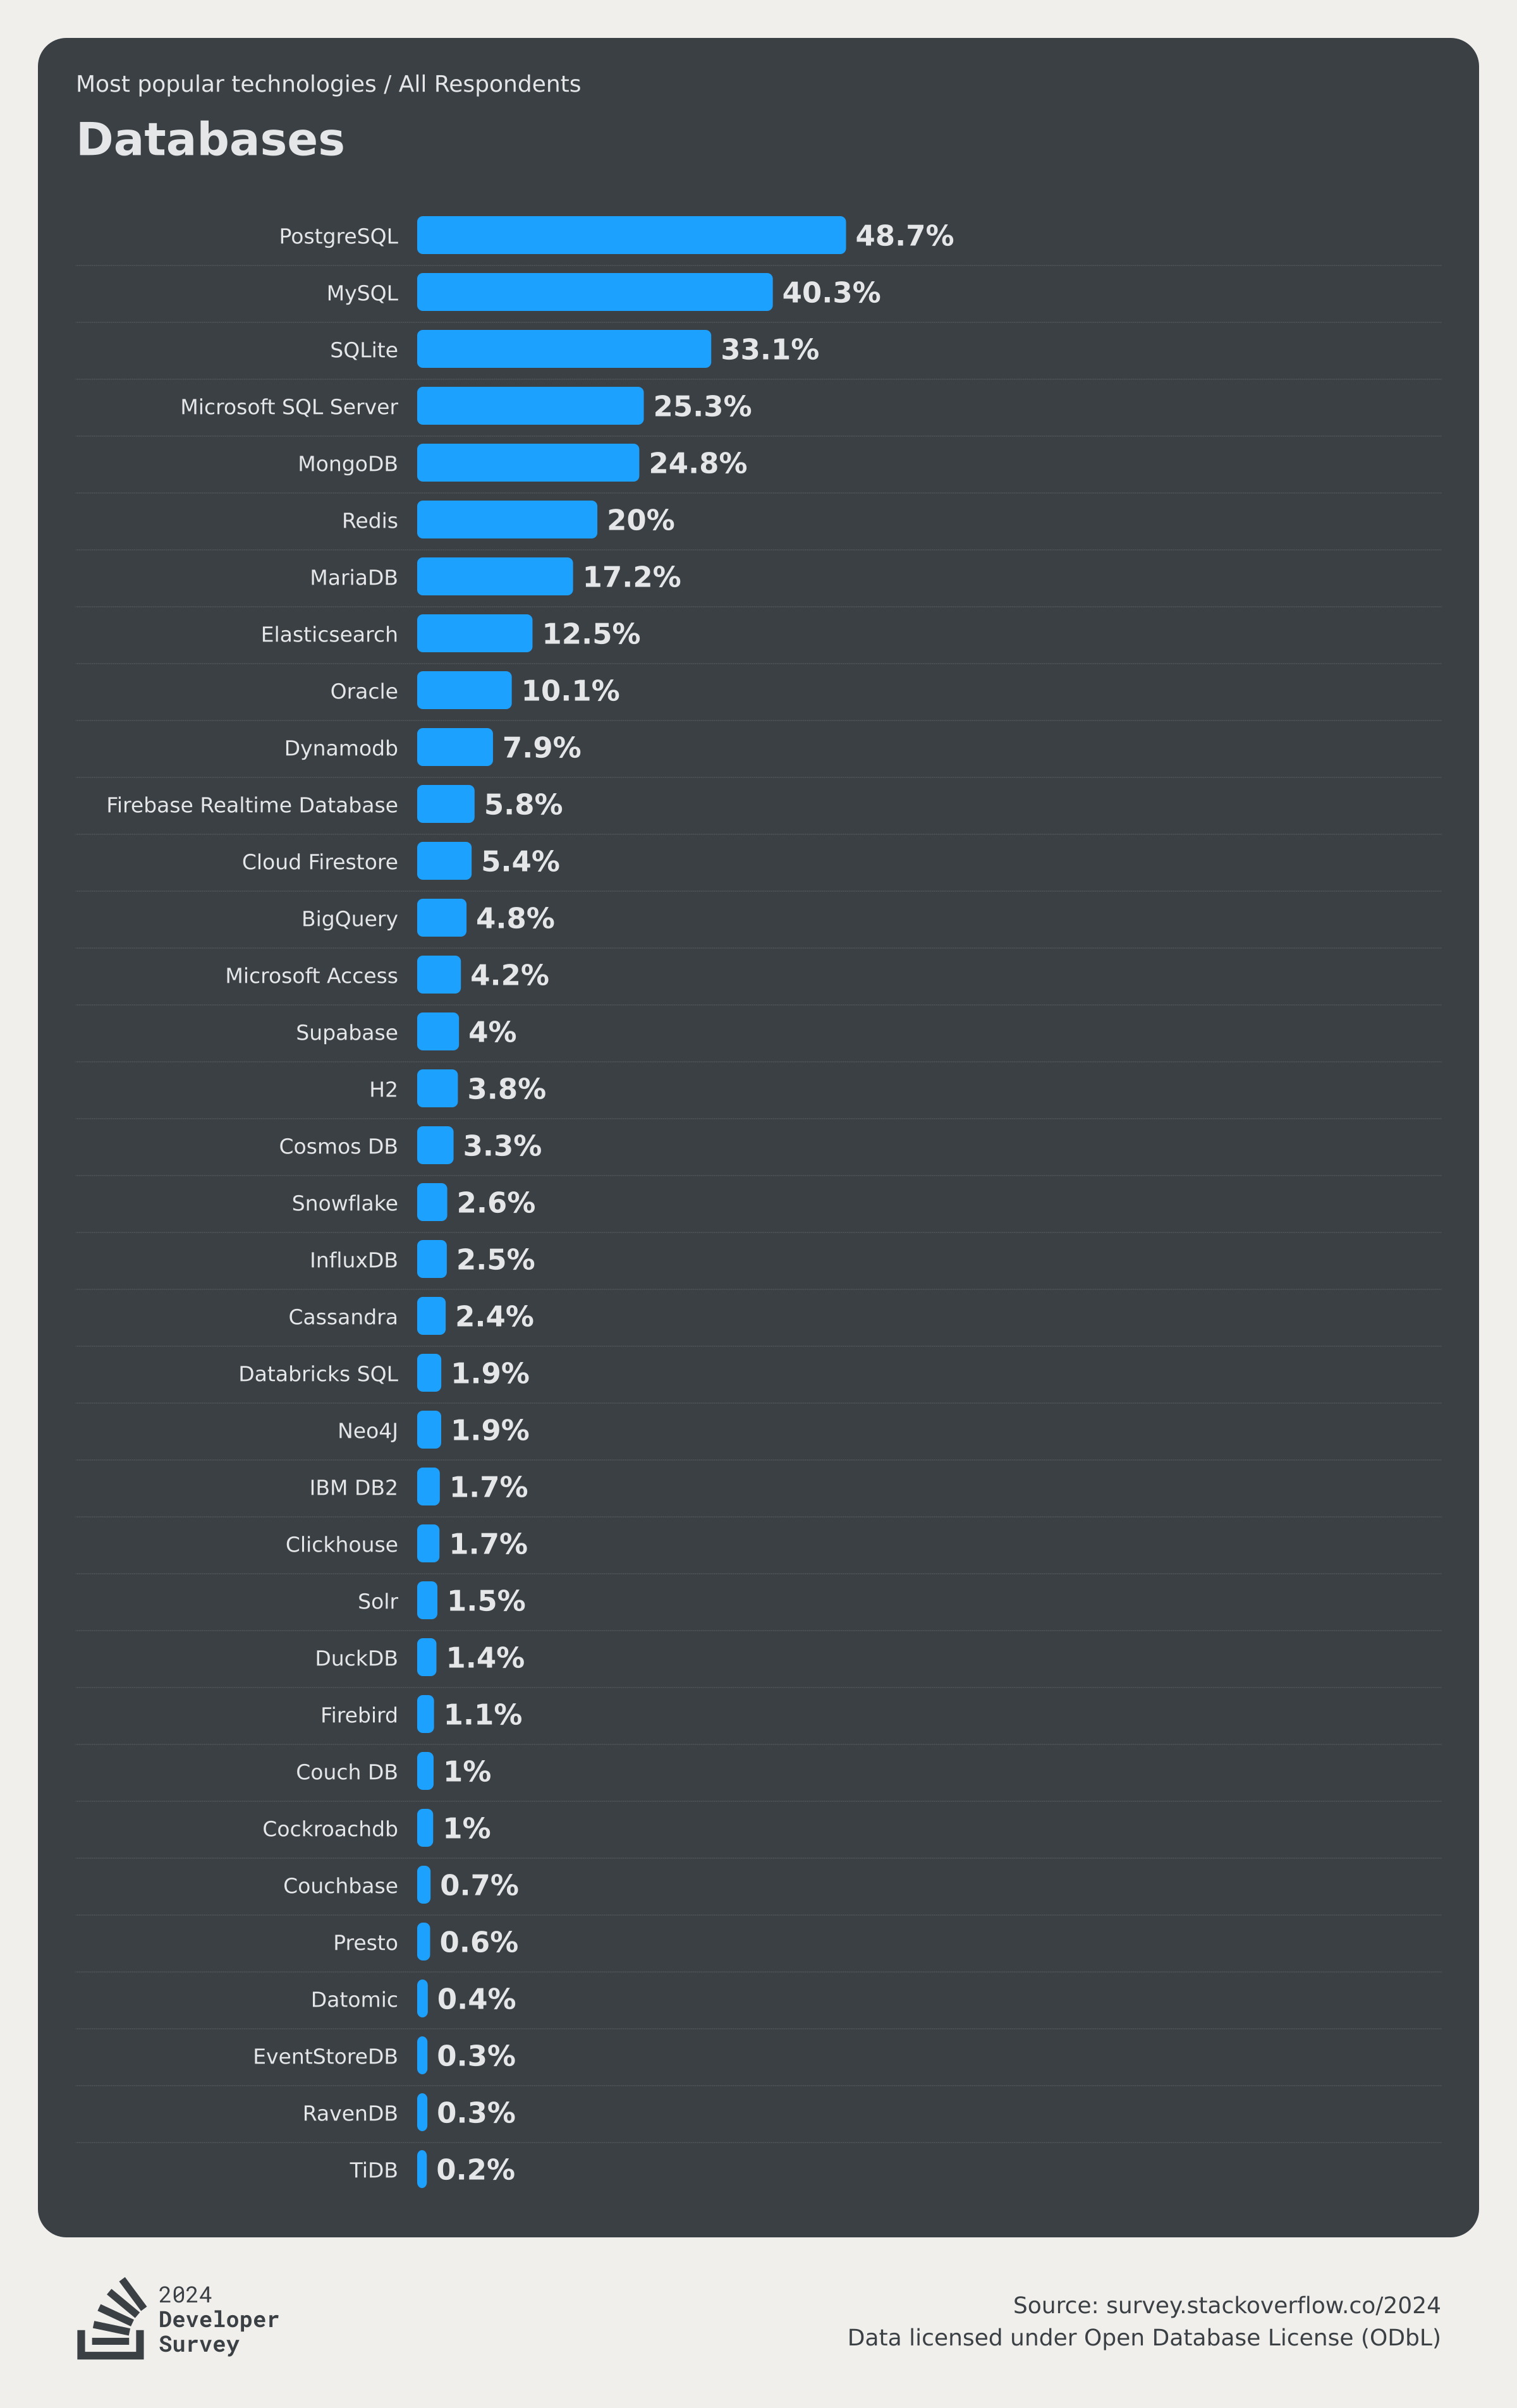 Most popular technologies / All Respondents
Databases
PostgreSQL 48.7%
MySQL 40.3%
SQLite 33.1%
Microsoft SQL Server 25.3%
MongoDB 24.8%
Redis 20%
MariaDB 17.2%
Elasticsearch 12.5%
Oracle 10.1%
Dynamodb 7.9%
Firebase Realtime Database 5.8%
Cloud Firestore 5.4%
BigQuery 4.8%
Microsoft Access 4.2%
Supabase 4%
H2 3.8%
Cosmos DB 3.3%
Snowflake 2.6%
InfluxDB 2.5%
Cassandra 2.4%
Databricks SQL 1.9%
Neo4J 1.9%
IBM DB2 1.7%
Clickhouse 1.7%
Solr 1.5%
DuckDB 1.4%
Firebird 1.1%
Couch DB 1%
Cockroachdb 1%
Couchbase 0.7%
Presto 0.6%
Datomic 0.4%
EventStoreDB 0.3%
RavenDB 0.3%
TiDB 0.2%
2024
Developer
Survey
Source: survey.stackoverflow.co/2024
Data licensed under Open Database License (ODbL)